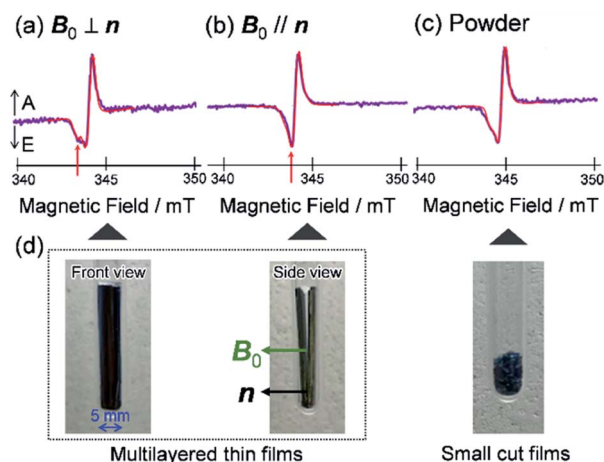 (a) B₀ ⊥ n
(b) B₀ // n
(c) Powder
A
E
340 345 350
340 345 350
340 345 350
Magnetic Field / mT
Magnetic Field / mT
Magnetic Field / mT
(d)
Front view
Side view
B₀
n
5 mm
Multilayered thin films
Small cut films